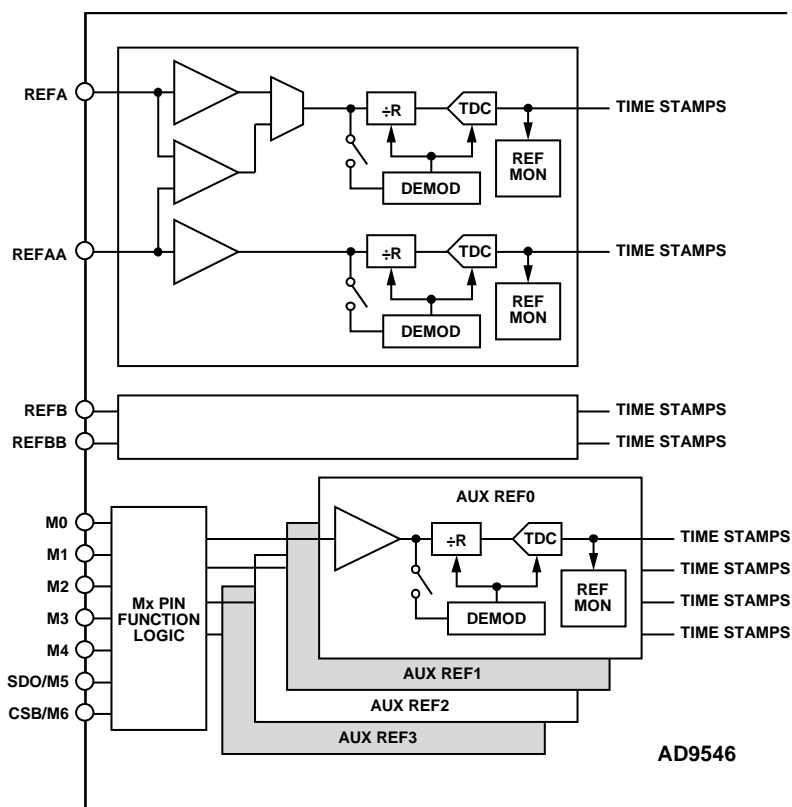 REFA
÷R
TDC
TIME STAMPS
DEMOD
REF
MON
REFAA
÷R
TDC
TIME STAMPS
DEMOD
REF
MON
REFB
TIME STAMPS
REFBB
TIME STAMPS
AUX REF0
M0
M1
M2
M3
M4
SDO/M5
CSB/M6
Mx PIN
FUNCTION
LOGIC
÷R
TDC
DEMOD
REF
MON
TIME STAMPS
TIME STAMPS
TIME STAMPS
TIME STAMPS
AUX REF1
AUX REF2
AUX REF3
AD9546